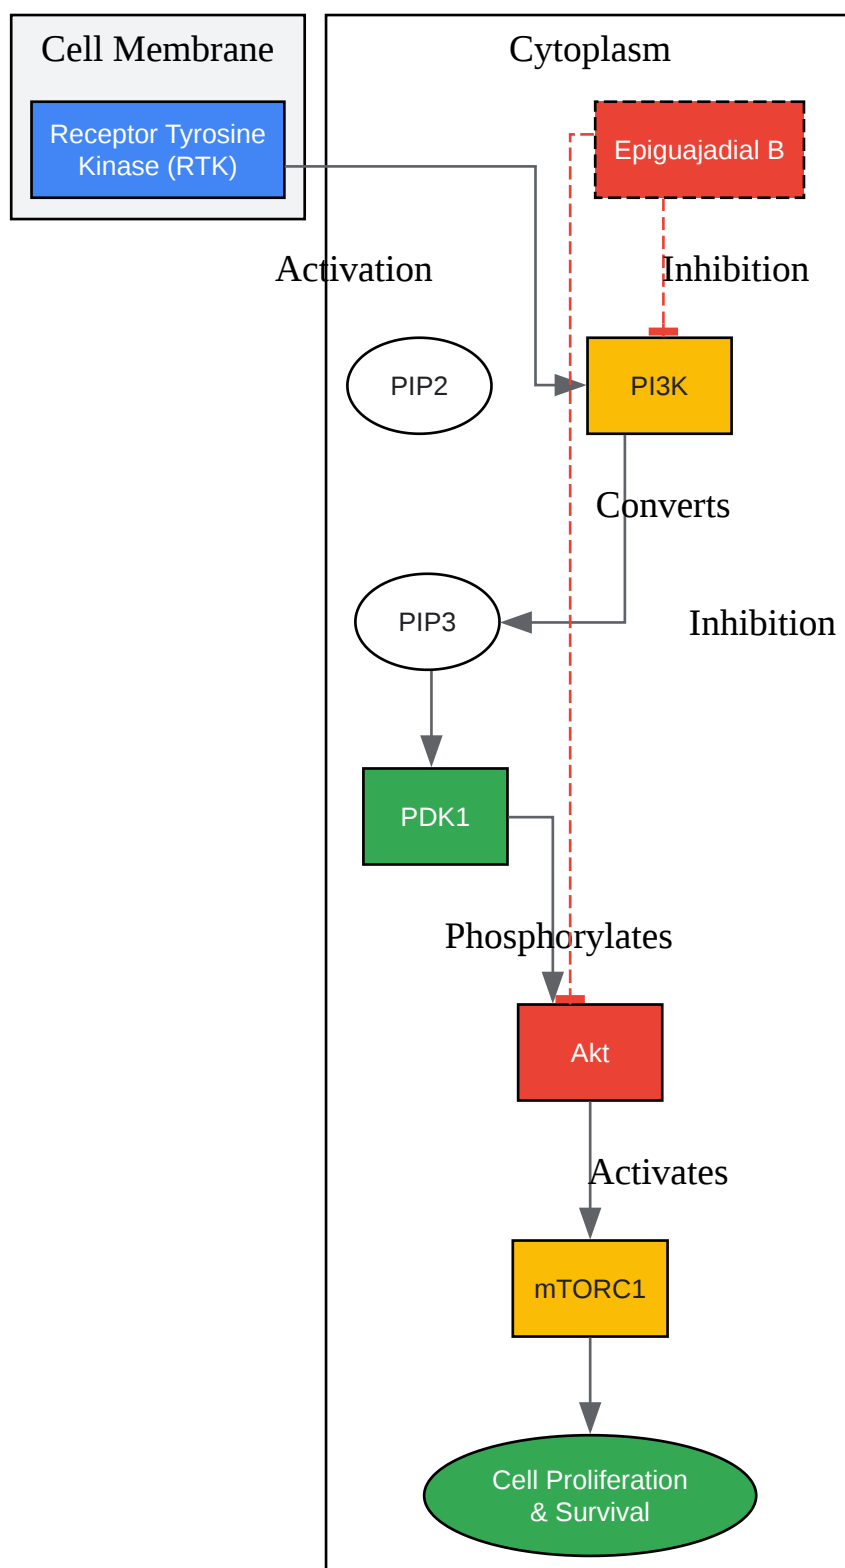 Cell Membrane
Cytoplasm
Receptor Tyrosine
Kinase (RTK)
Epiguajadial B
Activation
Inhibition
PIP2
PI3K
Converts
PIP3
Inhibition
PDK1
Phosphorylates
Akt
Activates
mTORC1
Cell Proliferation
& Survival